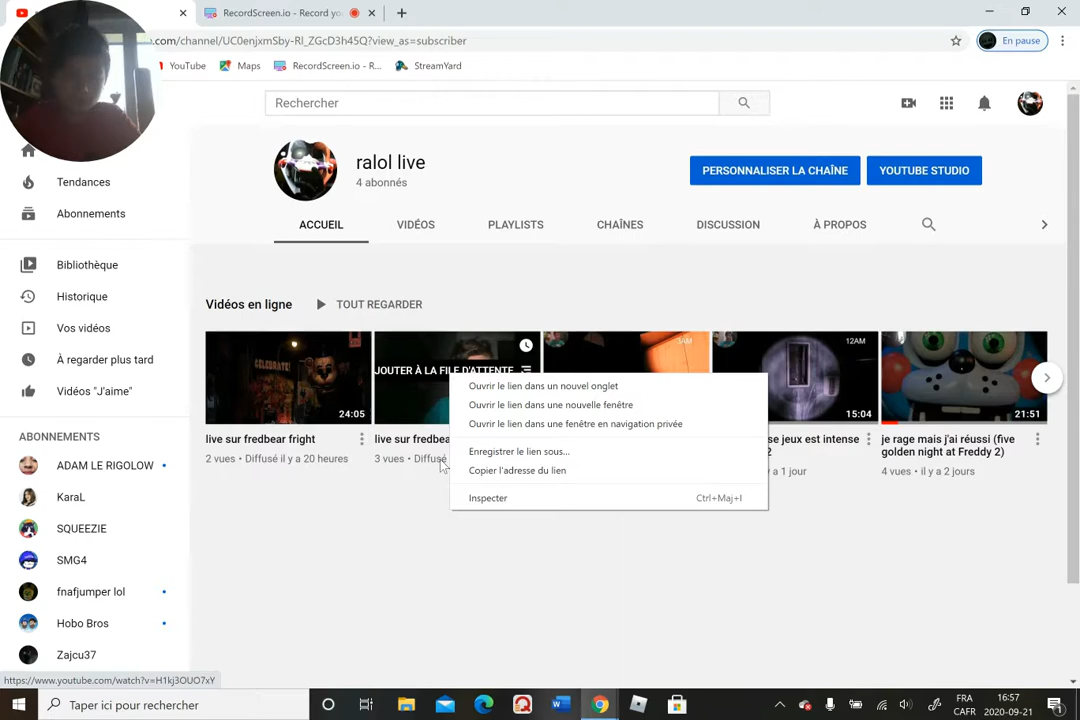 RecordScreen.io - Record yo
.com/channel/UC0enjxmSby-RI_ZGcD3h45Q?view_as=subscriber
En pause
YouTube
Maps
RecordScreen.io - R...
StreamYard
Rechercher
ralol live
4 abonnés
PERSONNALISER LA CHAÎNE
YOUTUBE STUDIO
ACCUEIL
VIDÉOS
PLAYLISTS
CHAÎNES
DISCUSSION
À PROPOS
Tendances
Abonnements
Bibliothèque
Historique
Vos vidéos
À regarder plus tard
Vidéos "J'aime"
ABONNEMENTS
ADAM LE RIGOLOW
KaraL
SQUEEZIE
SMG4
fnafjumper lol
Hobo Bros
Zajcu37
Vidéos en ligne
TOUT REGARDER
CELEBRATE!
24:05
live sur fredbear fright
2 vues • Diffusé il y a 20 heures
JOUTER À LA FILE D'ATTENTE
live sur fredbea
3 vues • Diffusé
3AM
12AM
15:04
se jeux est intense
2
a 1 jour
21:51
je rage mais j'ai réussi (five
golden night at Freddy 2)
4 vues • il y a 2 jours
Ouvrir le lien dans un nouvel onglet
Ouvrir le lien dans une nouvelle fenêtre
Ouvrir le lien dans une fenêtre en navigation privée
Enregistrer le lien sous...
Copier l'adresse du lien
Inspecter
Ctrl+Maj+I
https://www.youtube.com/watch?v=H1kj3OUO7xY
Taper ici pour rechercher
FRA
CAFR
16:57
2020-09-21
1